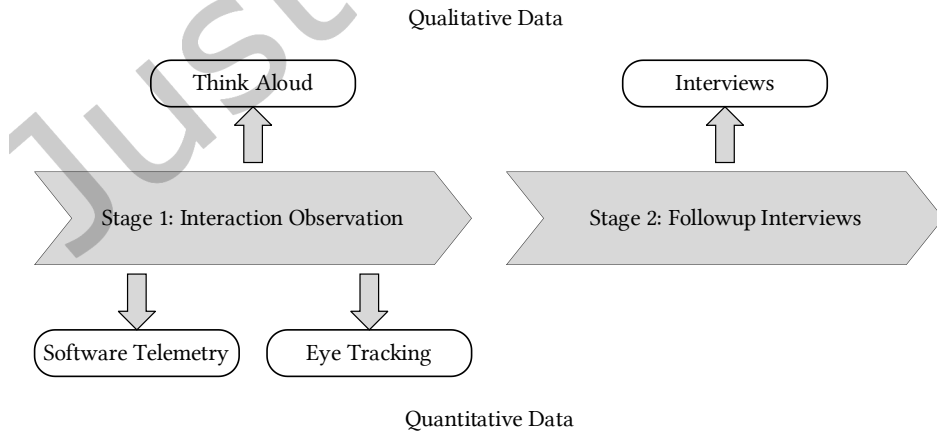 Qualitative Data
Think Aloud
Interviews
Just
Stage 1: Interaction Observation
Stage 2: Followup Interviews
Software Telemetry
Eye Tracking
Quantitative Data